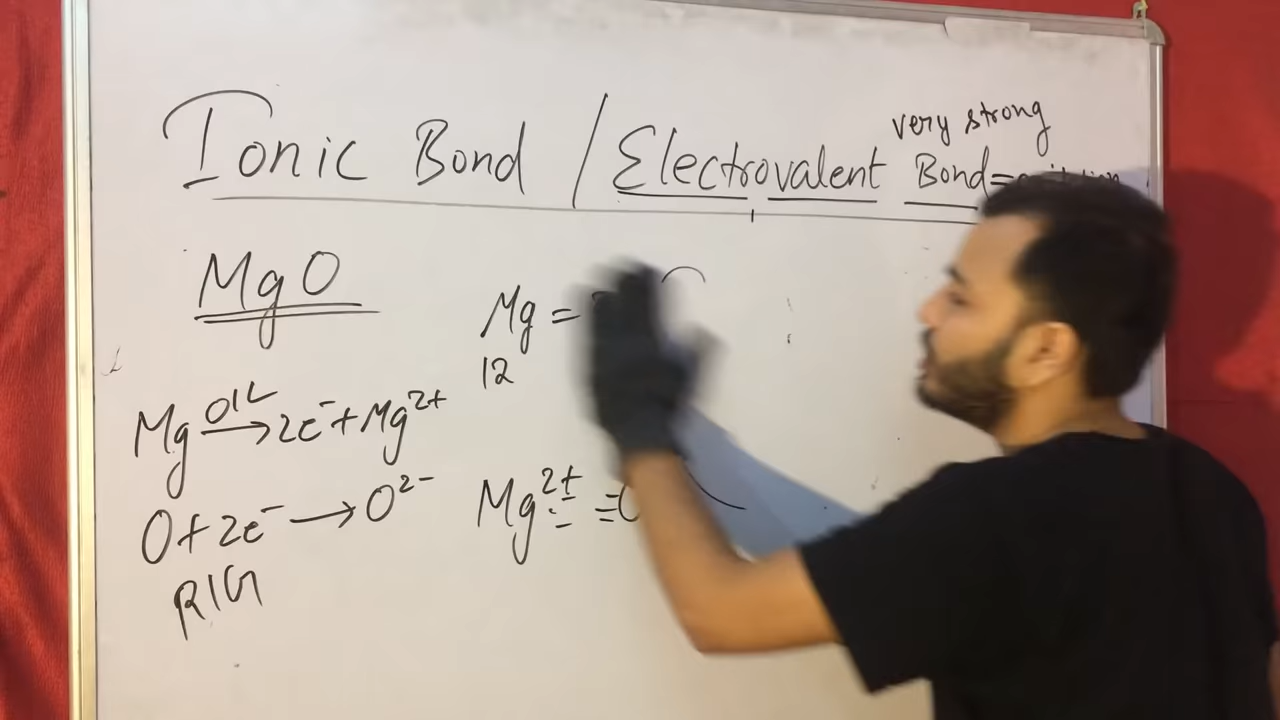 very strong
Ionic Bond / Electrovalent Bond =
MgO
Mg =
12
Mg OIL → 2e⁻ + Mg²⁺
O + 2e⁻ → O²⁻
RIG
Mg²⁺ =